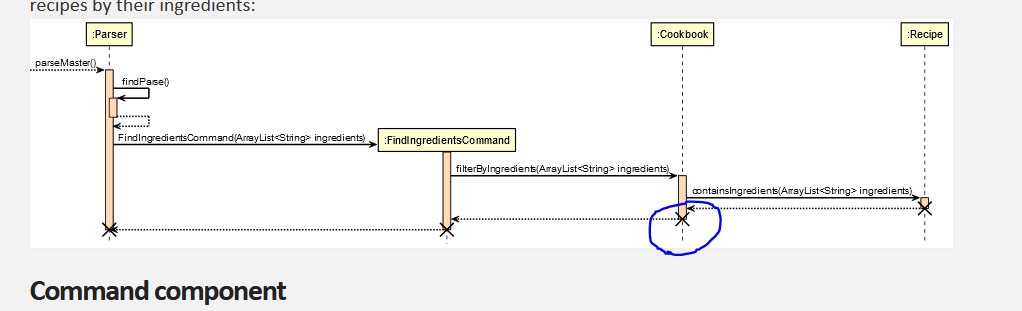 recipes by their ingredients:
:Parser
:Cookbook
:Recipe
parseMaster()
findParse()
FindIngredientsCommand(ArrayList<String> ingredients)
:FindIngredientsCommand
filterByIngredients(ArrayList<String> ingredients)
containsIngredients(ArrayList<String> ingredients)
Command component